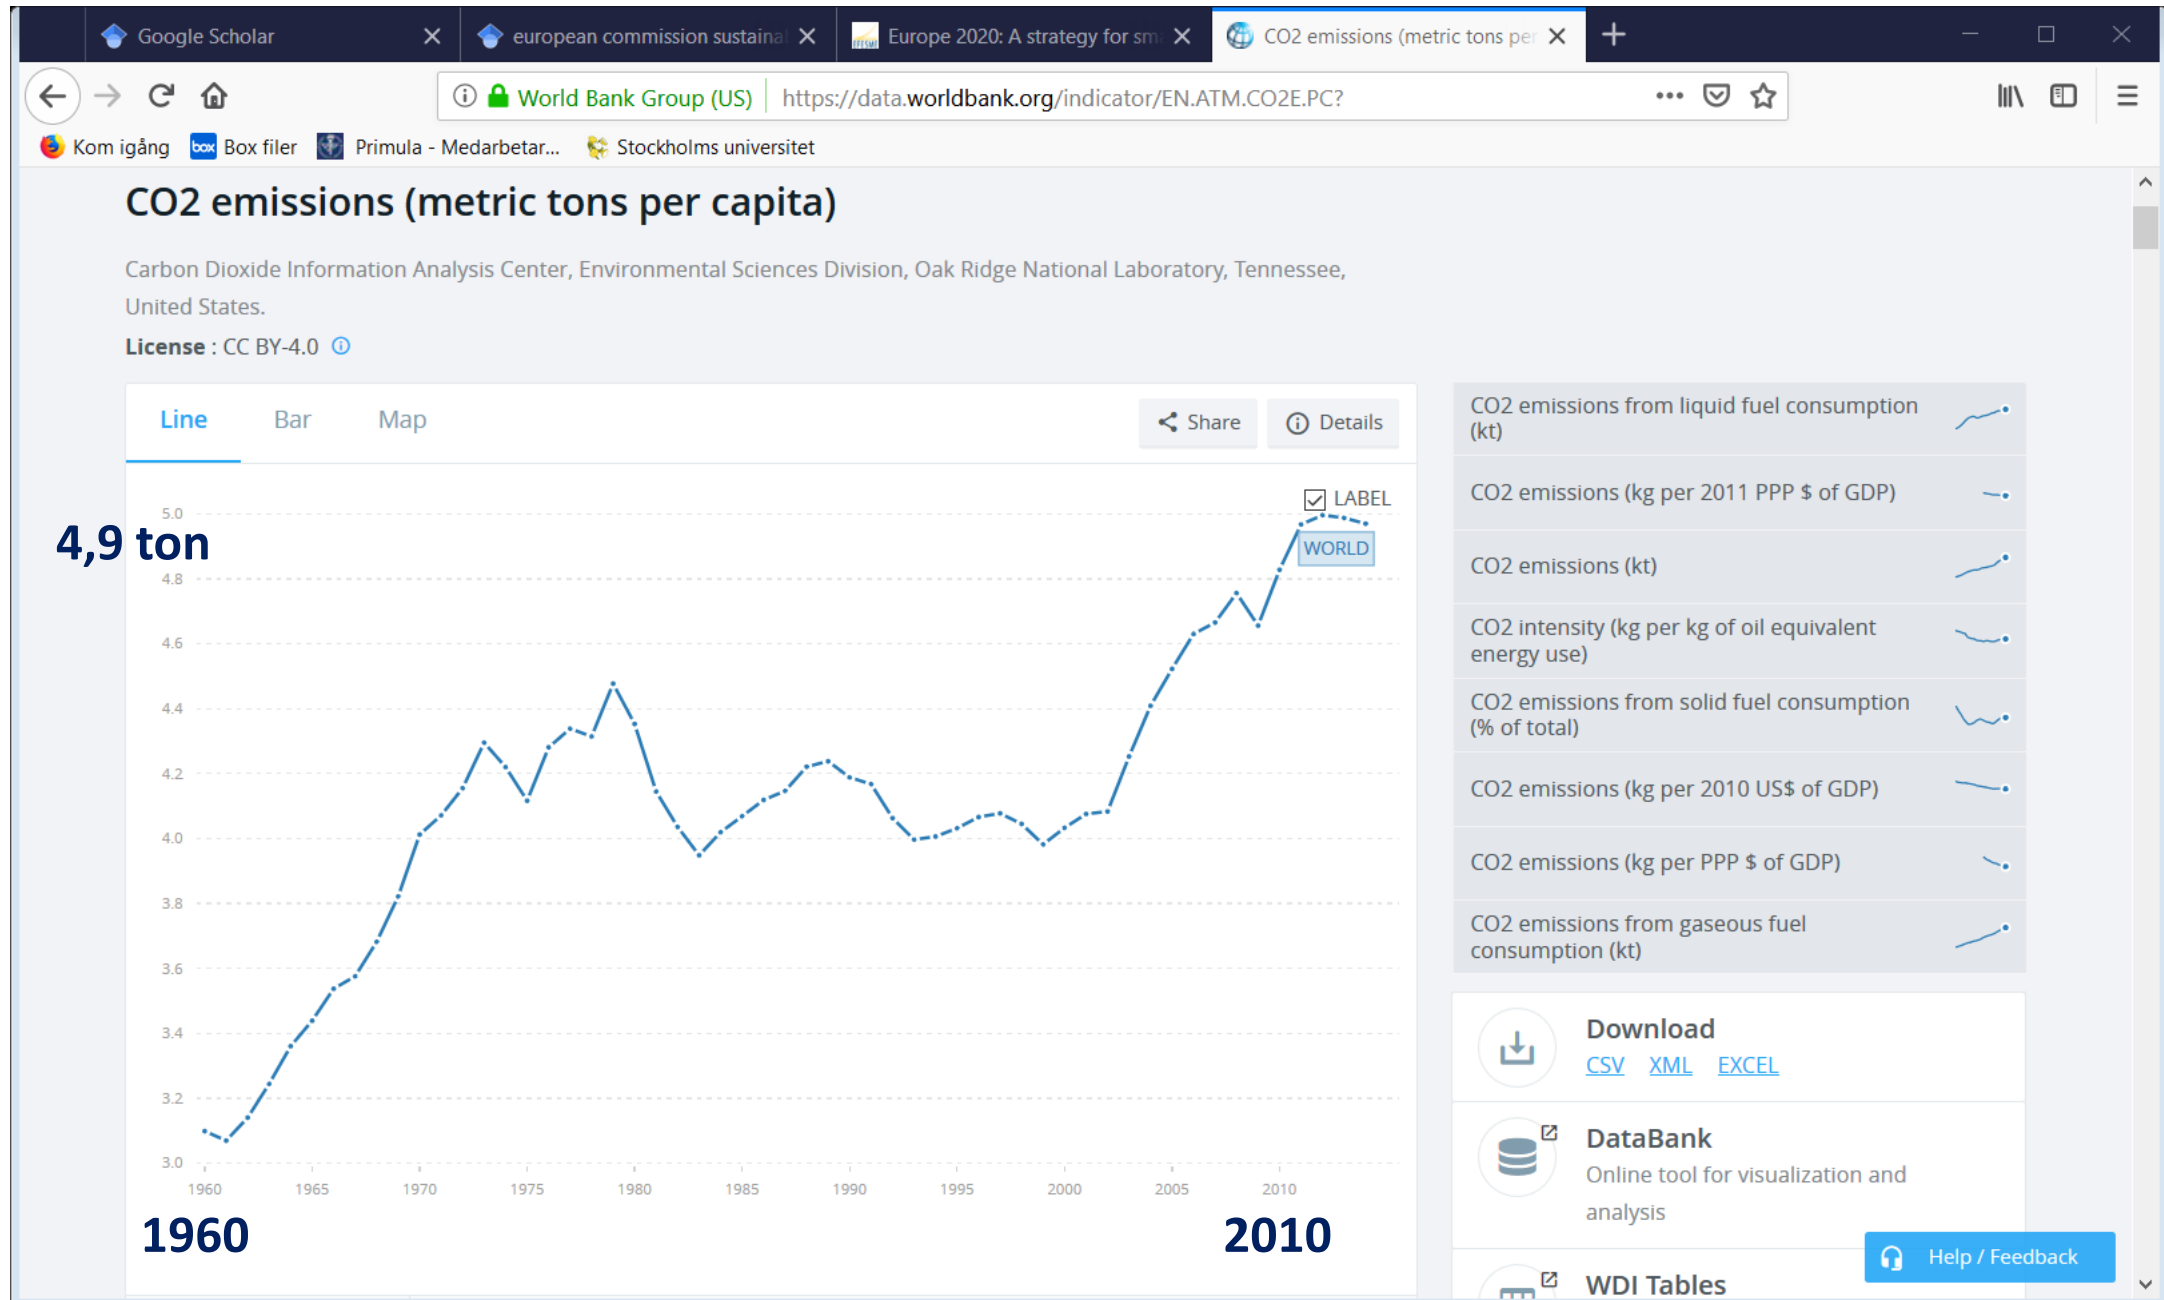 Google Scholar
european commission sustainal
Europe 2020: A strategy for sm
CO2 emissions (metric tons per
World Bank Group (US)
https://data.worldbank.org/indicator/EN.ATM.CO2E.PC?
Kom igång
box
Box filer
Primula - Medarbetar...
Stockholms universitet
CO2 emissions (metric tons per capita)
Carbon Dioxide Information Analysis Center, Environmental Sciences Division, Oak Ridge National Laboratory, Tennessee,
United States.
License : CC BY-4.0
Line
Bar
Map
Share
Details
LABEL
WORLD
5.0
4,9 ton
4.8
4.6
4.4
4.2
4.0
3.8
3.6
3.4
3.2
3.0
1960 1965 1970 1975 1980 1985 1990 1995 2000 2005 2010
1960
2010
CO2 emissions from liquid fuel consumption
(kt)
CO2 emissions (kg per 2011 PPP $ of GDP)
CO2 emissions (kt)
CO2 intensity (kg per kg of oil equivalent
energy use)
CO2 emissions from solid fuel consumption
(% of total)
CO2 emissions (kg per 2010 US$ of GDP)
CO2 emissions (kg per PPP $ of GDP)
CO2 emissions from gaseous fuel
consumption (kt)
Download
CSV XML EXCEL
DataBank
Online tool for visualization and
analysis
Help / Feedback
WDI Tables